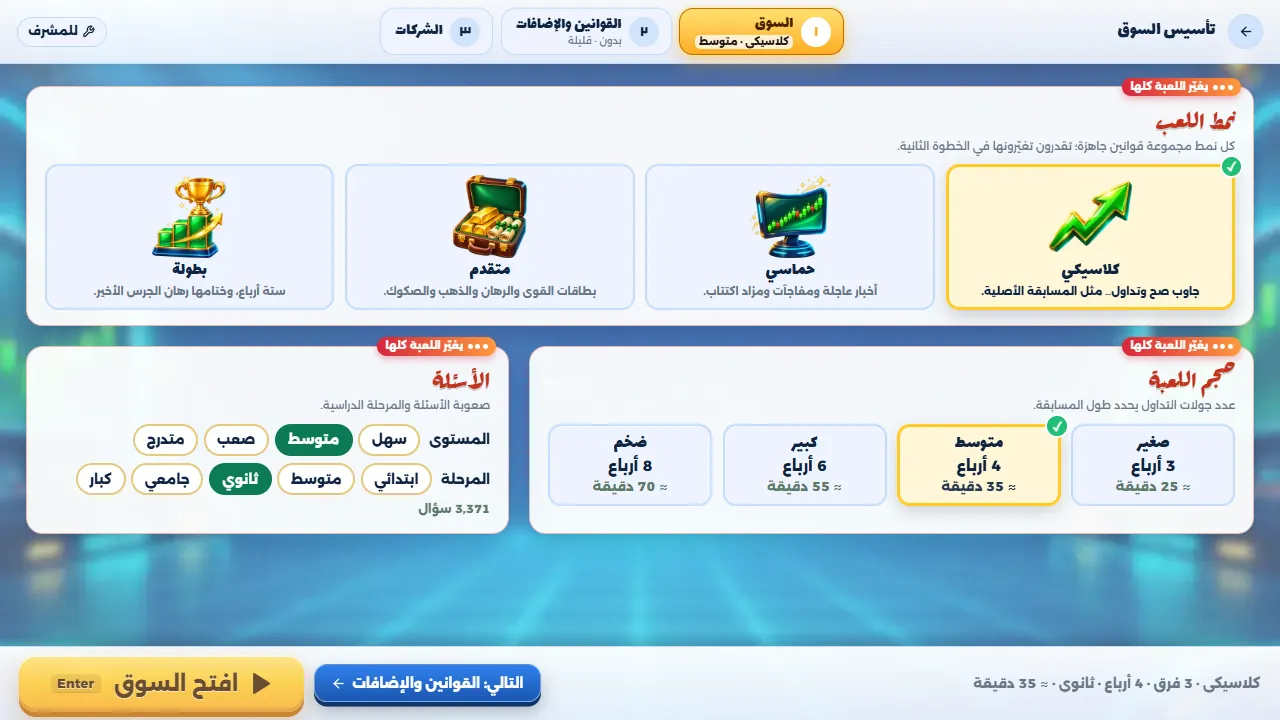 تأسيس السوق
١
السوق
كلاسيكي · متوسط
٢
القوانين والإضافات
بدون · قليلة
٣
الشركات
للمشرف
يغيّر اللعبة كلها
نمط اللعب
كل نمط مجموعة قوانين جاهزة؛ تقدرون تغيّرونها في الخطوة الثانية.
كلاسيكي
جاوب صح وتداول… مثل المسابقة الأصلية.
حماسي
أخبار عاجلة ومفاجآت ومزاد اكتتاب.
متقدم
بطاقات القوى والرهان والذهب والصكوك.
بطولة
ستة أرباع، وختامها رهان الجرس الأخير.
يغيّر اللعبة كلها
حجم اللعبة
عدد جولات التداول يحدد طول المسابقة.
صغير
3 أرباع
≈ 25 دقيقة
متوسط
4 أرباع
≈ 35 دقيقة
كبير
6 أرباع
≈ 55 دقيقة
ضخم
8 أرباع
≈ 70 دقيقة
يغيّر اللعبة كلها
الأسئلة
صعوبة الأسئلة والمرحلة الدراسية.
المستوى سهل متوسط صعب متدرج
المرحلة ابتدائي متوسط ثانوي جامعي كبار
3,371 سؤال
كلاسيكي · 3 فرق · 4 أرباع · ثانوي · ≈ 35 دقيقة
التالي: القوانين والإضافات ←
افتح السوق Enter